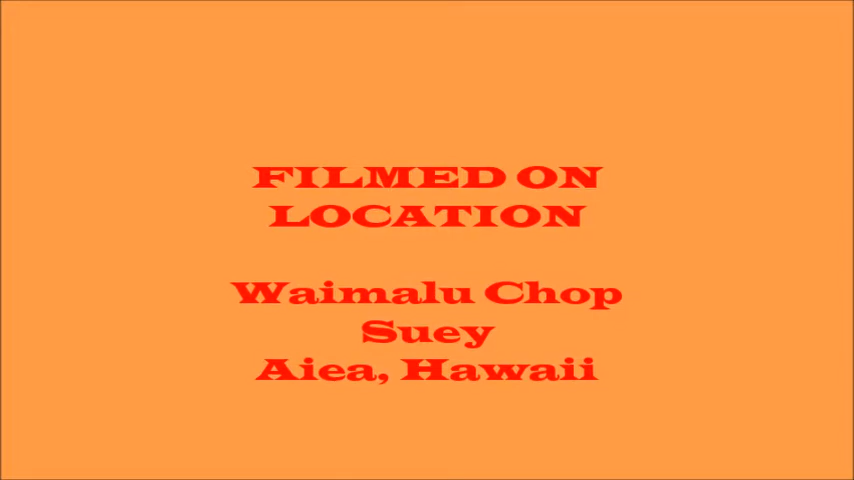 FILMED ON
LOCATION
Waimalu Chop
Suey
Aiea, Hawaii